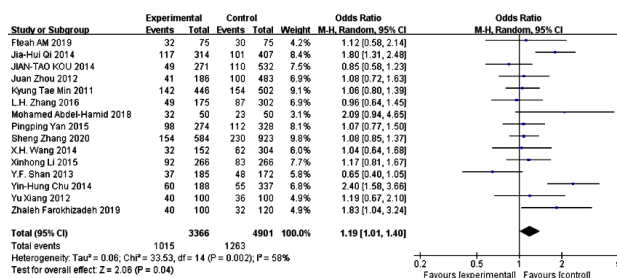 Experimental Control Odds Ratio Odds Ratio
Study or Subgroup Events Total Events Total Weight M-H, Random, 95% CI M-H, Random, 95% CI
Fteah AM 2019 32 75 30 75 4.2% 1.12 [0.58, 2.14]
Jia-Hui Qi 2014 117 314 101 407 8.1% 1.80 [1.31, 2.48]
JIAN-TAO KOU 2014 49 271 110 532 7.2% 0.85 [0.58, 1.23]
Juan Zhou 2012 41 186 100 483 6.7% 1.08 [0.72, 1.63]
Kyung Tae Min 2011 142 446 154 502 9.1% 1.06 [0.80, 1.39]
L.H. Zhang 2016 49 175 87 302 6.6% 0.96 [0.64, 1.45]
Mohamed Abdel-Hamid 2018 32 50 23 50 2.9% 2.09 [0.94, 4.65]
Pingping Yan 2015 98 274 112 328 7.7% 1.07 [0.77, 1.50]
Sheng Zhang 2020 154 584 230 923 9.7% 1.08 [0.85, 1.37]
X.H. Wang 2014 32 152 62 304 5.6% 1.04 [0.64, 1.68]
Xinhong Li 2015 92 266 83 266 7.2% 1.17 [0.81, 1.67]
Y.F. Shan 2013 37 185 48 172 5.5% 0.65 [0.40, 1.05]
Yin-Hung Chu 2014 60 188 55 337 6.5% 2.40 [1.58, 3.66]
Yu Xiang 2012 40 100 36 100 5.0% 1.19 [0.67, 2.10]
Zhaleh Farokhizadeh 2019 40 100 32 120 5.0% 1.83 [1.04, 3.24]
Total (95% CI) 3366 4901 100.0% 1.19 [1.01, 1.40]
Total events 1015 1263
Heterogeneity: Tau² = 0.06; Chi² = 33.53, df = 14 (P = 0.002); I² = 58%
Test for overall effect: Z = 2.06 (P = 0.04)
0.2 0.5 1 2
Favours [experimental] Favours [control]